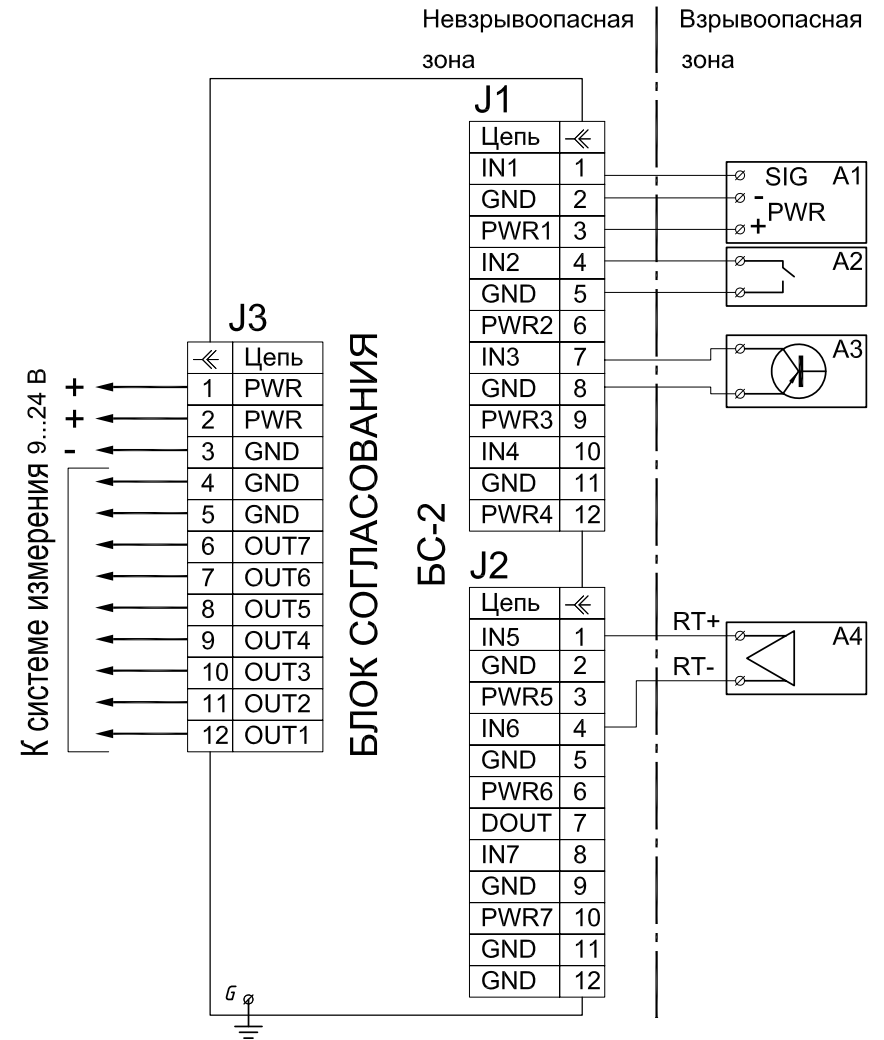 Невзрывоопасная
зона
Взрывоопасная
зона
J1
Цепь
IN1 1
GND 2
PWR1 3
IN2 4
GND 5
PWR2 6
IN3 7
GND 8
PWR3 9
IN4 10
GND 11
PWR4 12
SIG A1
- PWR
+
A2
A3
J3
Цепь
+ 1 PWR
+ 2 PWR
- 3 GND
4 GND
5 GND
6 OUT7
7 OUT6
8 OUT5
9 OUT4
10 OUT3
11 OUT2
12 OUT1
К системе измерения 9...24 В
БЛОК СОГЛАСОВАНИЯ
БС-2
J2
Цепь
IN5 1
GND 2
PWR5 3
IN6 4
GND 5
PWR6 6
DOUT 7
IN7 8
GND 9
PWR7 10
GND 11
GND 12
RT+
RT-
A4
G